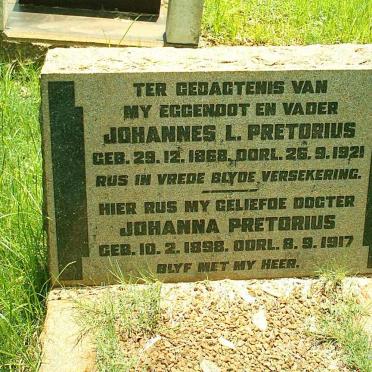 TER GEDAGTENIS VAN
MY EGGENOOT EN VADER
JOHANNES L. PRETORIUS
GEB. 29.12.1868, OORL. 26.9.1921
RUS IN VREDE BLYDE VERSEKERING.
HIER RUS MY GELIEFDE DOGTER
JOHANNA PRETORIUS
GEB. 10.2.1898. OORL. 8.9.1917
BLYF MET MY HEER.